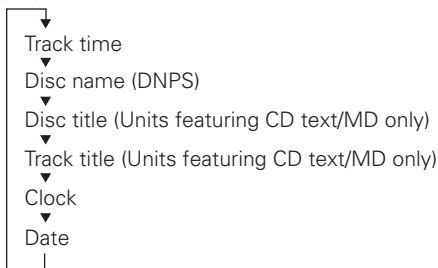 Track time
Disc name (DNPS)
Disc title (Units featuring CD text/MD only)
Track title (Units featuring CD text/MD only)
Clock
Date